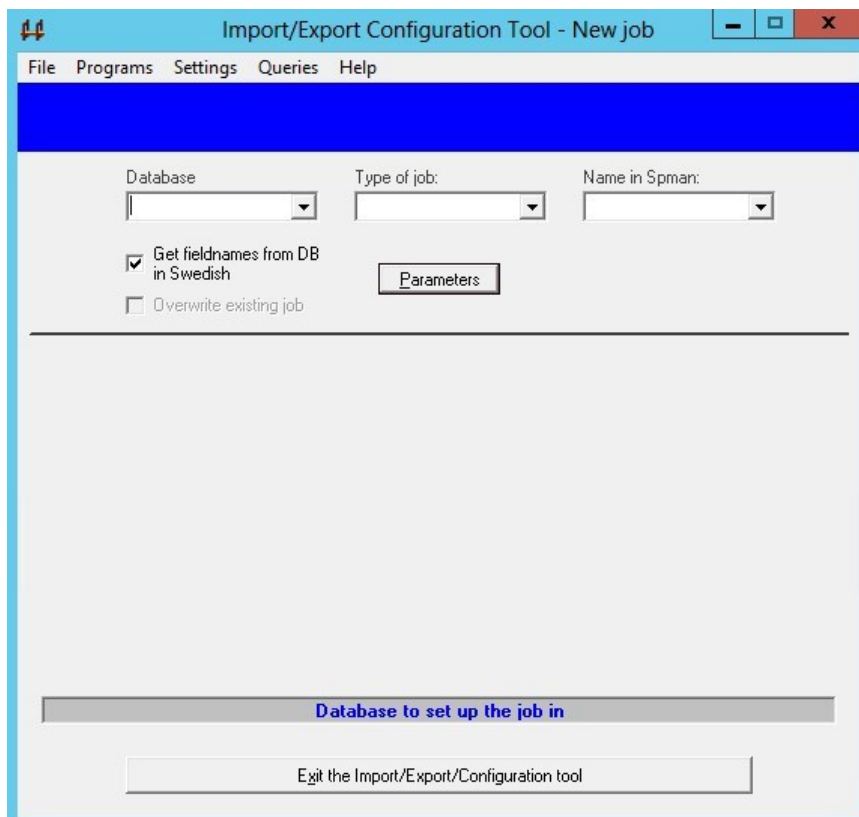 Import/Export Configuration Tool - New job
File Programs Settings Queries Help
Database Type of job: Name in Spman:
Get fieldnames from DB
in Swedish
Parameters
Overwrite existing job
Database to set up the job in
Exit the Import/Export/Configuration tool